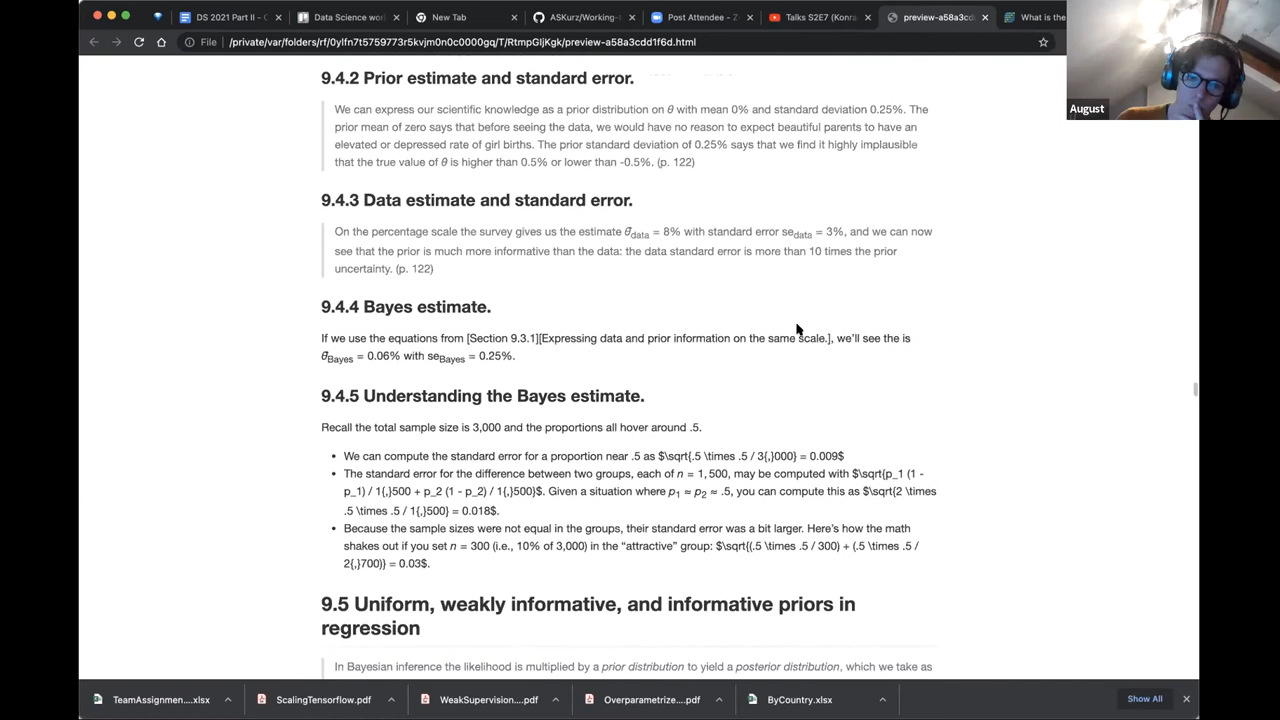 DS 2021 Part II - C
Data Science wor
New Tab
ASKurz/Working-
Post Attendee - Z
Talks S2E7 (Konra
preview-a58a3cd
What is the
File
/private/var/folders/rf/0ylfn7t5759773r5kvjm0n0c0000gq/T/RtmpGIjKgk/preview-a58a3cdd1f6d.html
August
9.4.2 Prior estimate and standard error.
We can express our scientific knowledge as a prior distribution on θ with mean 0% and standard deviation 0.25%. The
prior mean of zero says that before seeing the data, we would have no reason to expect beautiful parents to have an
elevated or depressed rate of girl births. The prior standard deviation of 0.25% says that we find it highly implausible
that the true value of θ is higher than 0.5% or lower than -0.5%. (p. 122)
9.4.3 Data estimate and standard error.
On the percentage scale the survey gives us the estimate θ̂data = 8% with standard error sedata = 3%, and we can now
see that the prior is much more informative than the data: the data standard error is more than 10 times the prior
uncertainty. (p. 122)
9.4.4 Bayes estimate.
If we use the equations from [Section 9.3.1][Expressing data and prior information on the same scale.], we'll see the is
θ̂Bayes = 0.06% with seBayes = 0.25%.
9.4.5 Understanding the Bayes estimate.
Recall the total sample size is 3,000 and the proportions all hover around .5.
• We can compute the standard error for a proportion near .5 as $\sqrt{.5 \times .5 / 3{,}000} = 0.009$
• The standard error for the difference between two groups, each of n = 1, 500, may be computed with $\sqrt{p_1 (1 -
p_1) / 1{,}500 + p_2 (1 - p_2) / 1{,}500}$. Given a situation where p1 ≈ p2 ≈ .5, you can compute this as $\sqrt{2 \times
.5 \times .5 / 1{,}500} = 0.018$.
• Because the sample sizes were not equal in the groups, their standard error was a bit larger. Here's how the math
shakes out if you set n = 300 (i.e., 10% of 3,000) in the “attractive” group: $\sqrt{(.5 \times .5 / 300) + (.5 \times .5 /
2{,}700)} = 0.03$.
9.5 Uniform, weakly informative, and informative priors in
regression
In Bayesian inference the likelihood is multiplied by a prior distribution to yield a posterior distribution, which we take as
TeamAssignmen....xlsx
ScalingTensorflow.pdf
WeakSupervision....pdf
Overparametrize....pdf
ByCountry.xlsx
Show All